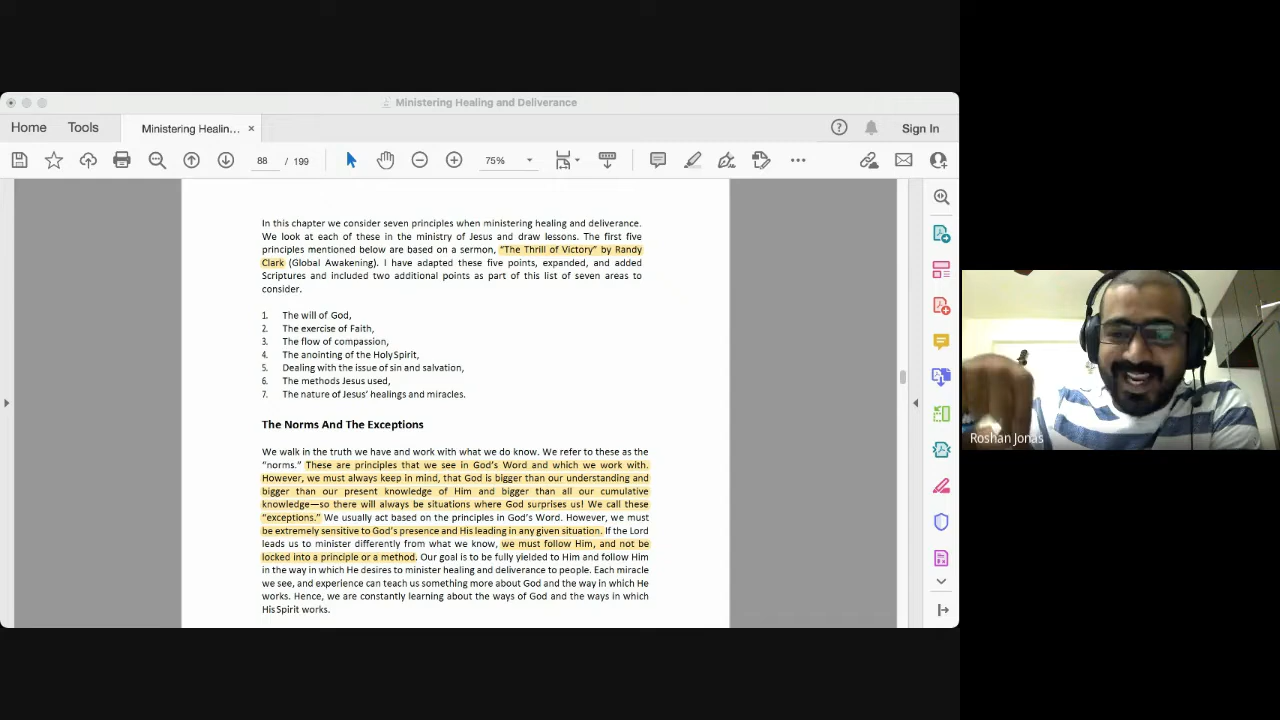 Ministering Healing and Deliverance
Home
Tools
Ministering Healin...
×
Sign In
88 / 199
75%
In this chapter we consider seven principles when ministering healing and deliverance.
We look at each of these in the ministry of Jesus and draw lessons. The first five
principles mentioned below are based on a sermon, “The Thrill of Victory” by Randy
Clark (Global Awakening). I have adapted these five points, expanded, and added
Scriptures and included two additional points as part of this list of seven areas to
consider.
1. The will of God,
2. The exercise of Faith,
3. The flow of compassion,
4. The anointing of the Holy Spirit,
5. Dealing with the issue of sin and salvation,
6. The methods Jesus used,
7. The nature of Jesus’ healings and miracles.
The Norms And The Exceptions
We walk in the truth we have and work with what we do know. We refer to these as the
“norms.” These are principles that we see in God’s Word and which we work with.
However, we must always keep in mind, that God is bigger than our understanding and
bigger than our present knowledge of Him and bigger than all our cumulative
knowledge—so there will always be situations where God surprises us! We call these
“exceptions.” We usually act based on the principles in God’s Word. However, we must
be extremely sensitive to God’s presence and His leading in any given situation. If the Lord
leads us to minister differently from what we know, we must follow Him, and not be
locked into a principle or a method. Our goal is to be fully yielded to Him and follow Him
in the way in which He desires to minister healing and deliverance to people. Each miracle
we see, and experience can teach us something more about God and the way in which He
works. Hence, we are constantly learning about the ways of God and the ways in which
His Spirit works.
Roshan Jonas